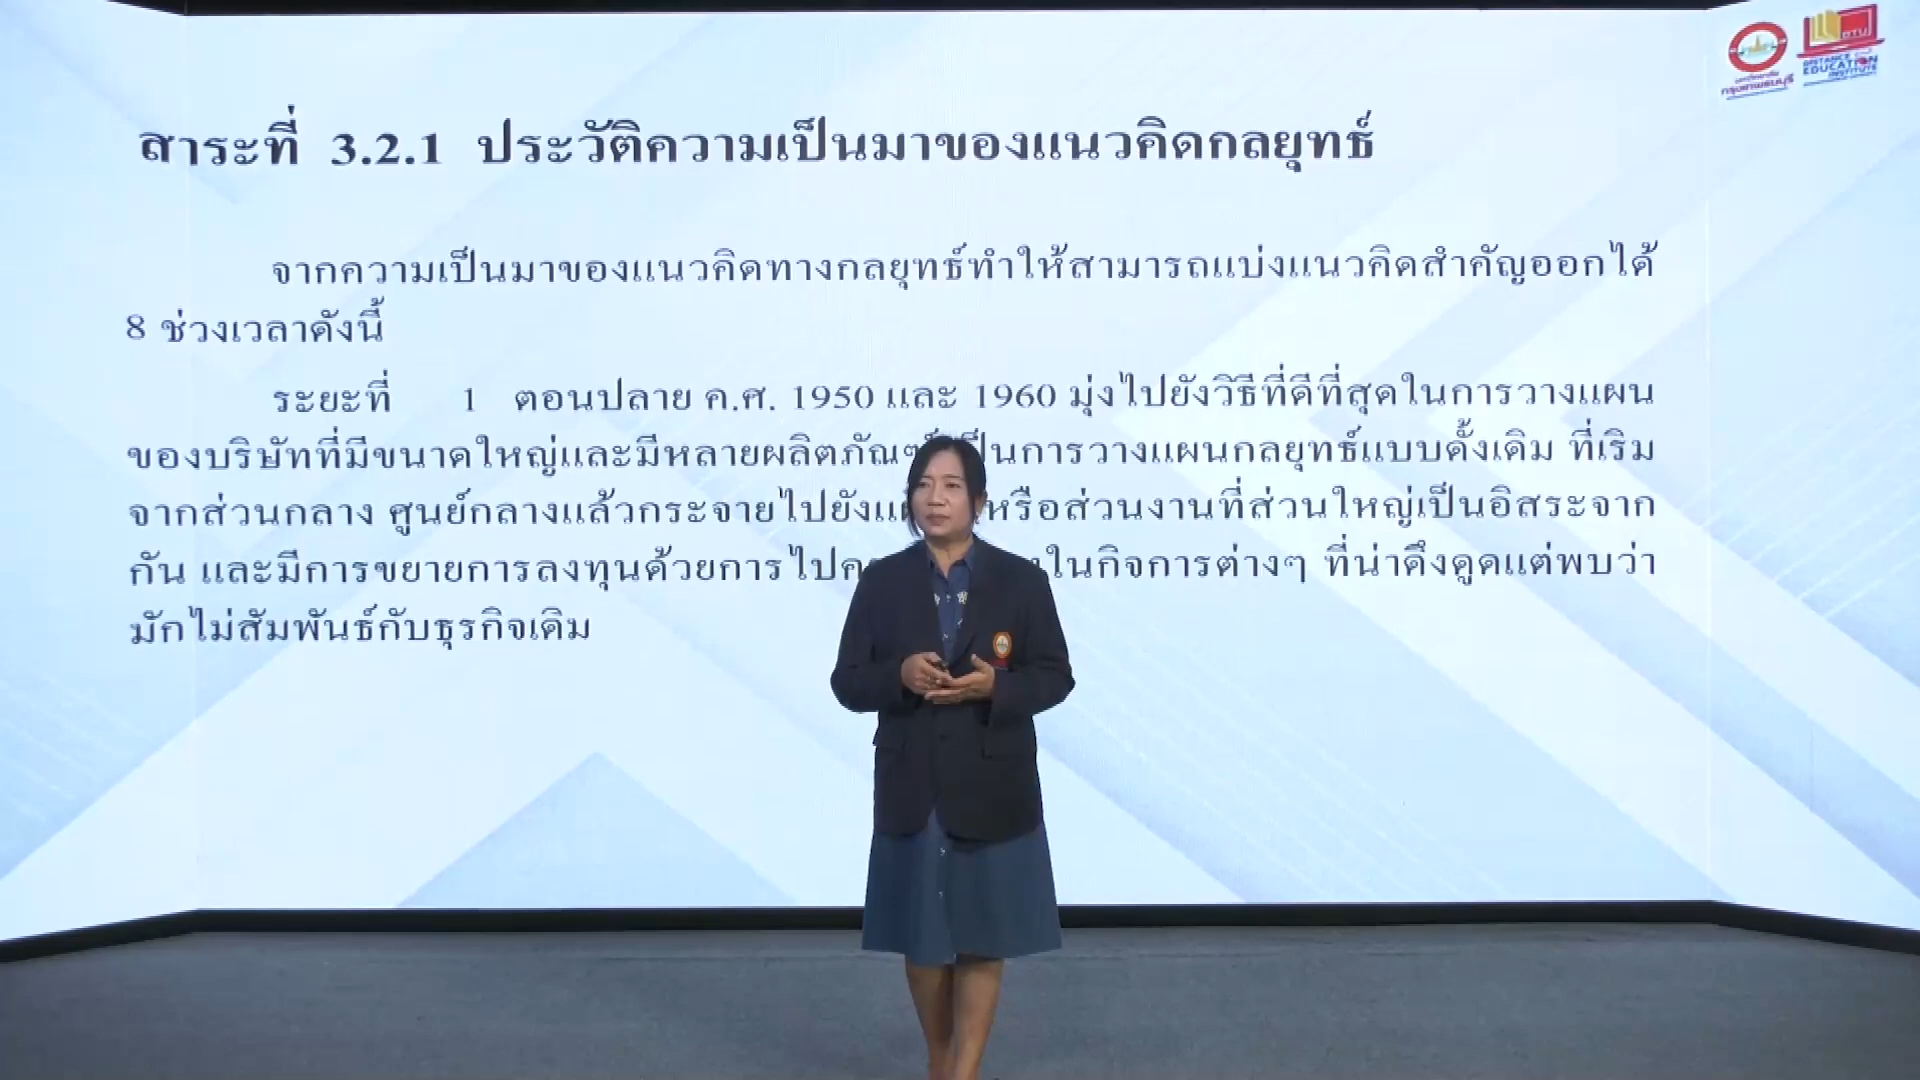 สาระที่ 3.2.1 ประวัติความเป็นมาของแนวคิดกลยุทธ์
จากความเป็นมาของแนวคิดทางกลยุทธ์ทำให้สามารถแบ่งแนวคิดสำคัญออกได้
8 ช่วงเวลาดังนี้
ระยะที่ 1 ตอนปลาย ค.ศ. 1950 และ 1960 มุ่งไปยังวิธีที่ดีที่สุดในการวางแผน
ของบริษัทที่มีขนาดใหญ่และมีหลายผลิตภัณฑ์ เป็นการวางแผนกลยุทธ์แบบดั้งเดิม ที่เริ่ม
จากส่วนกลาง ศูนย์กลางแล้วกระจายไปยัง หรือส่วนงานที่ส่วนใหญ่เป็นอิสระจาก
กัน และมีการขยายการลงทุนด้วยการ ในกิจการต่างๆ ที่น่าดึงดูดแต่พบว่า
มักไม่สัมพันธ์กับธุรกิจเดิม
กรุงเทพธนบุรี
BTU
DISTANCE
EDUCATION
INSTITUTE